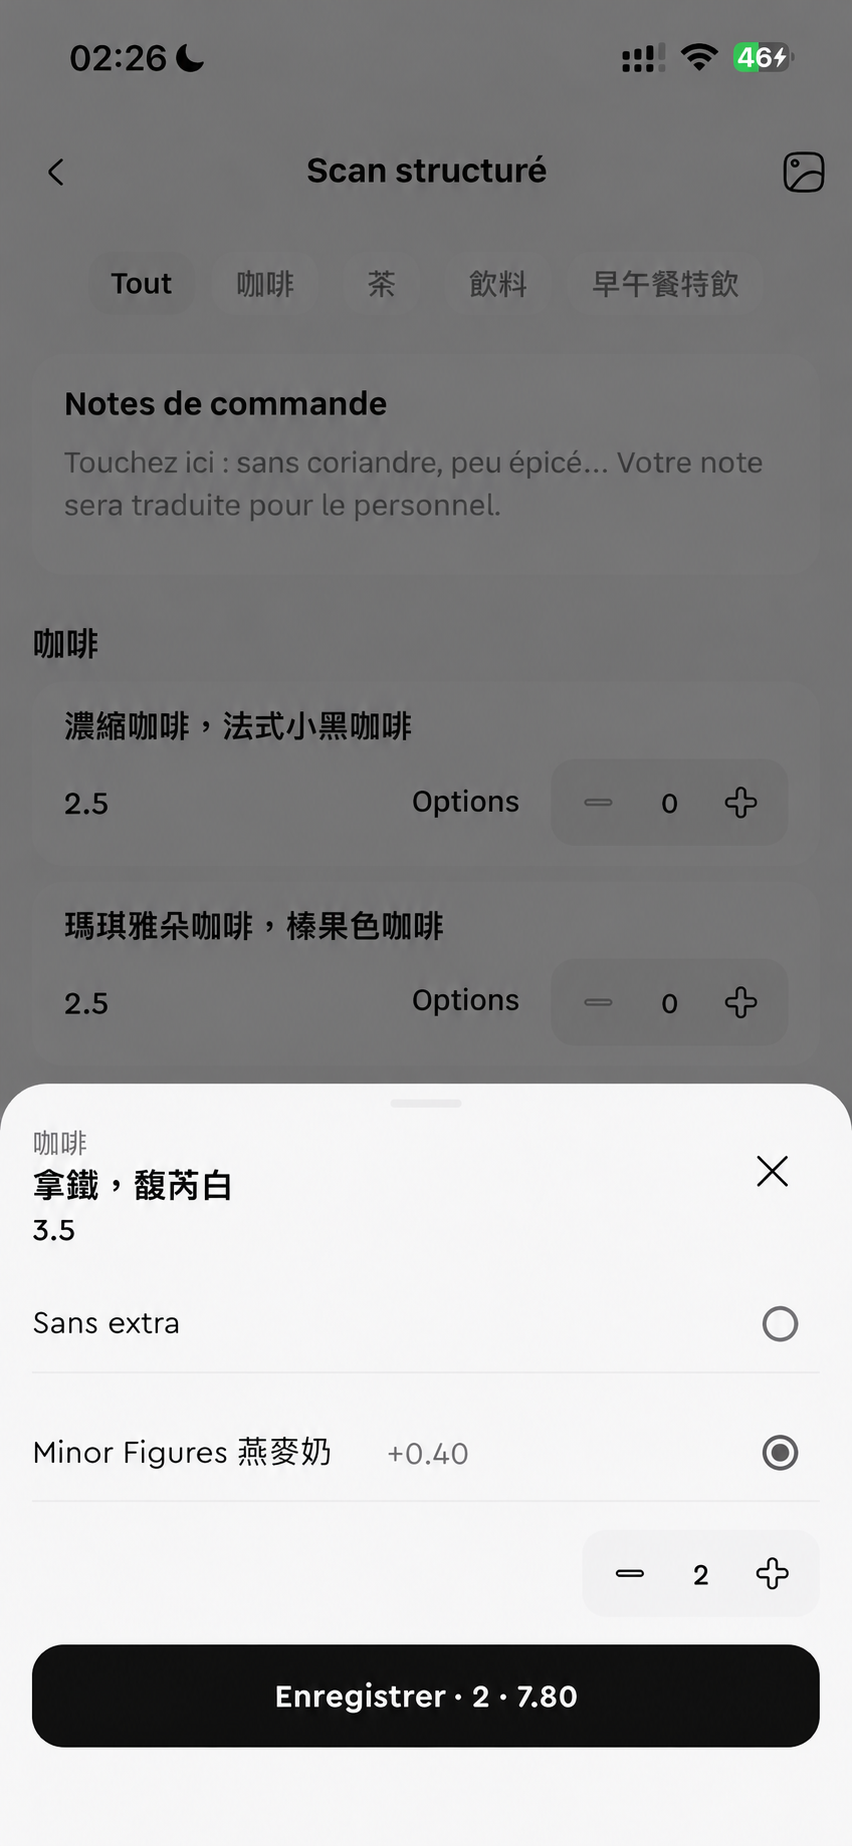 02:26
46
Scan structuré
Tout
咖啡
茶
飲料
早午餐特飲
Notes de commande
Touchez ici : sans coriandre, peu épicé... Votre note
sera traduite pour le personnel.
咖啡
濃縮咖啡，法式小黑咖啡
2.5
Options
0
瑪琪雅朵咖啡，榛果色咖啡
2.5
Options
0
咖啡
拿鐵，馥芮白
3.5
Sans extra
Minor Figures 燕麥奶
+0.40
2
Enregistrer · 2 · 7.80